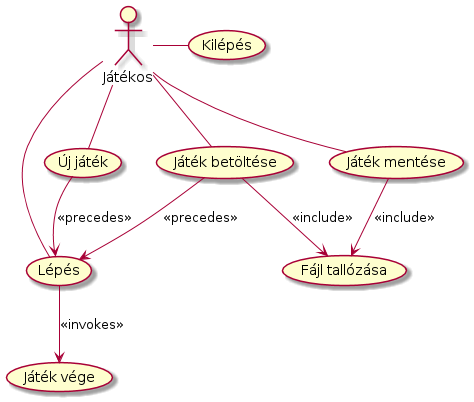 Kilépés
Játékos
Új játék
Játék betöltése
Játék mentése
«precedes»
«precedes»
«include»
«include»
Lépés
Fájl tallózása
«invokes»
Játék vége